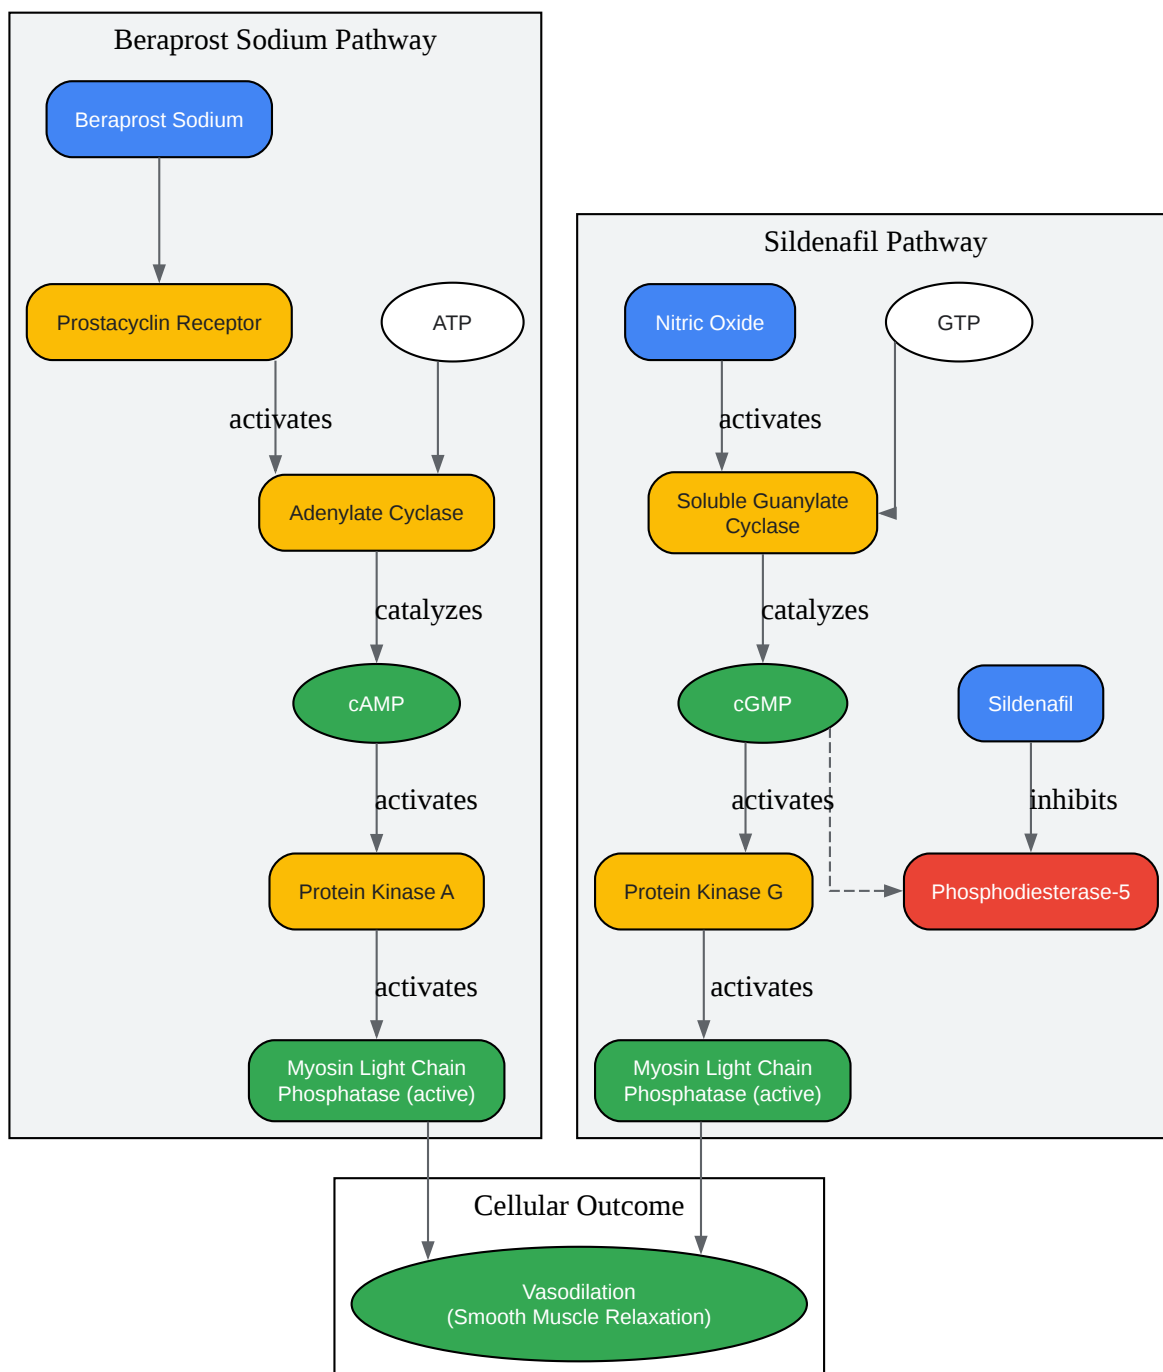 Beraprost Sodium Pathway
Beraprost Sodium
Prostacyclin Receptor
ATP
activates
Adenylate Cyclase
catalyzes
cAMP
activates
Protein Kinase A
activates
Myosin Light Chain
Phosphatase (active)
Sildenafil Pathway
Nitric Oxide
GTP
activates
Soluble Guanylate
Cyclase
catalyzes
cGMP
Sildenafil
activates
inhibits
Protein Kinase G
Phosphodiesterase-5
activates
Myosin Light Chain
Phosphatase (active)
Cellular Outcome
Vasodilation
(Smooth Muscle Relaxation)